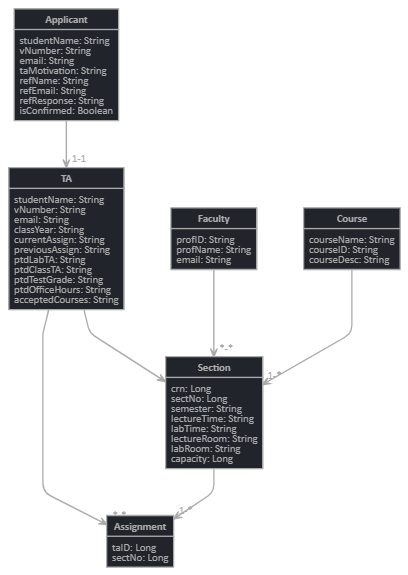 Applicant
studentName: String
vNumber: String
email: String
taMotivation: String
refName: String
refEmail: String
refResponse: String
isConfirmed: Boolean
1-1
TA
studentName: String
vNumber: String
email: String
classYear: String
currentAssign: String
previousAssign: String
ptdLabTA: String
ptdClassTA: String
ptdTestGrade: String
ptdOfficeHours: String
acceptedCourses: String
Faculty
profID: String
profName: String
email: String
Course
courseName: String
courseID: String
courseDesc: String
*-*
1-*
Section
crn: Long
sectNo: Long
semester: String
lectureTime: String
labTime: String
lectureRoom: String
labRoom: String
capacity: Long
*-*
1-*
Assignment
taID: Long
sectNo: Long